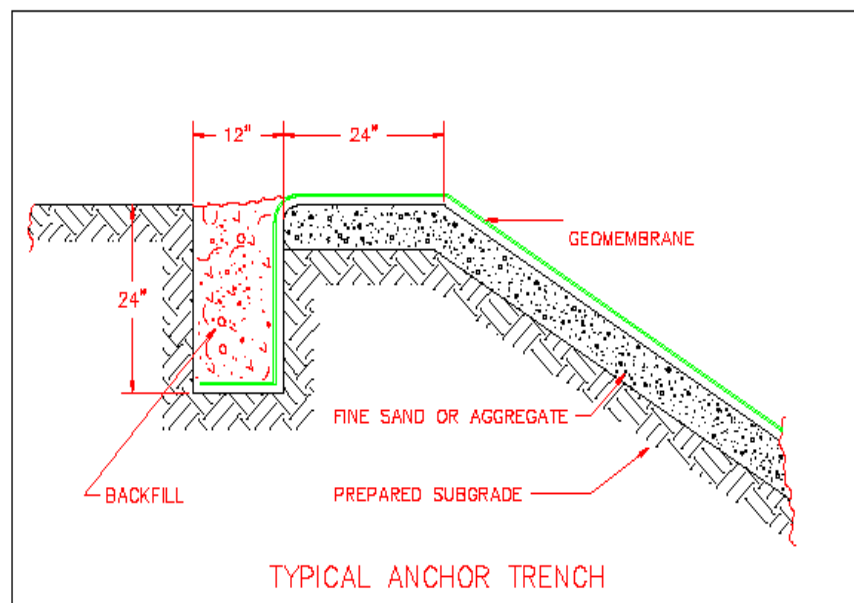 12"
24"
GEOMEMBRANE
24"
FINE SAND OR AGGREGATE
BACKFILL
PREPARED SUBGRADE
TYPICAL ANCHOR TRENCH